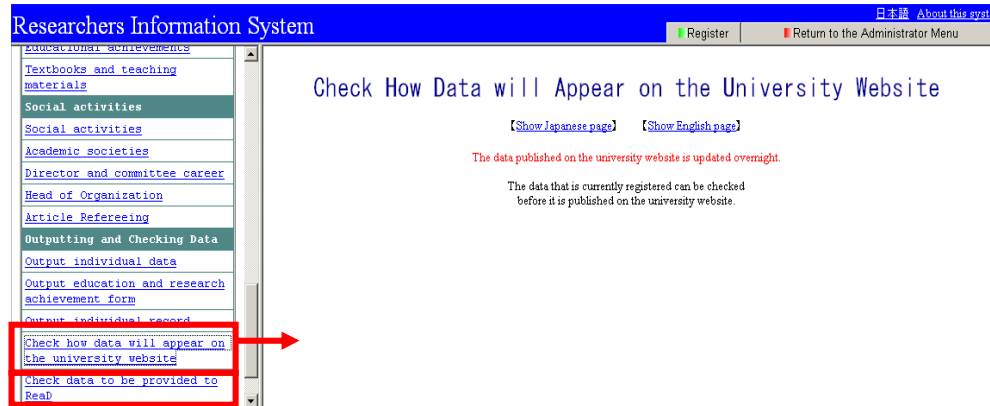 日本語 About this syst
Researchers Information System
Register
Return to the Administrator Menu
Educational achievements
Textbooks and teaching
materials
Social activities
Social activities
Academic societies
Director and committee career
Head of Organization
Article Refereeing
Outputting and Checking Data
Output individual data
Output education and research
achievement form
Output individual record
Check how data will appear on
the university website
Check data to be provided to
ReaD
Check How Data will Appear on the University Website
【Show Japanese page】 【Show English page】
The data published on the university website is updated overnight.
The data that is currently registered can be checked
before it is published on the university website.